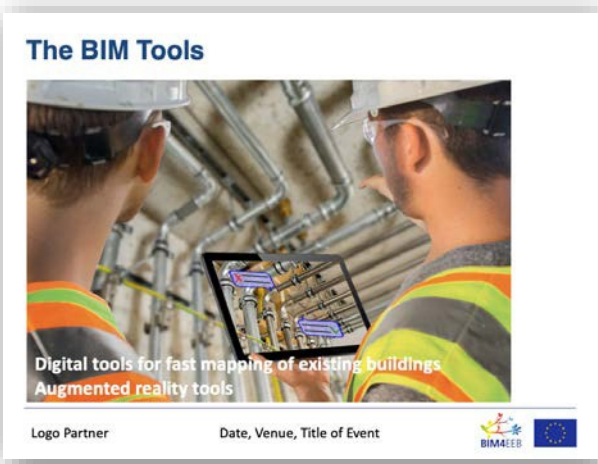 The BIM Tools
Digital tools for fast mapping of existing buildings
Augmented reality tools
Logo Partner
Date, Venue, Title of Event
BIM4EEB